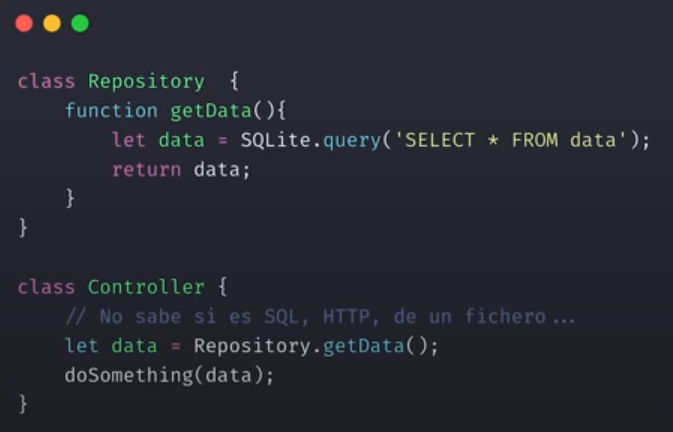 class Repository  {
    function getData(){
        let data = SQLite.query('SELECT * FROM data');
        return data;
    }
}
class Controller {
    // No sabe si es SQL, HTTP, de un fichero...
    let data = Repository.getData();
    doSomething(data);
}